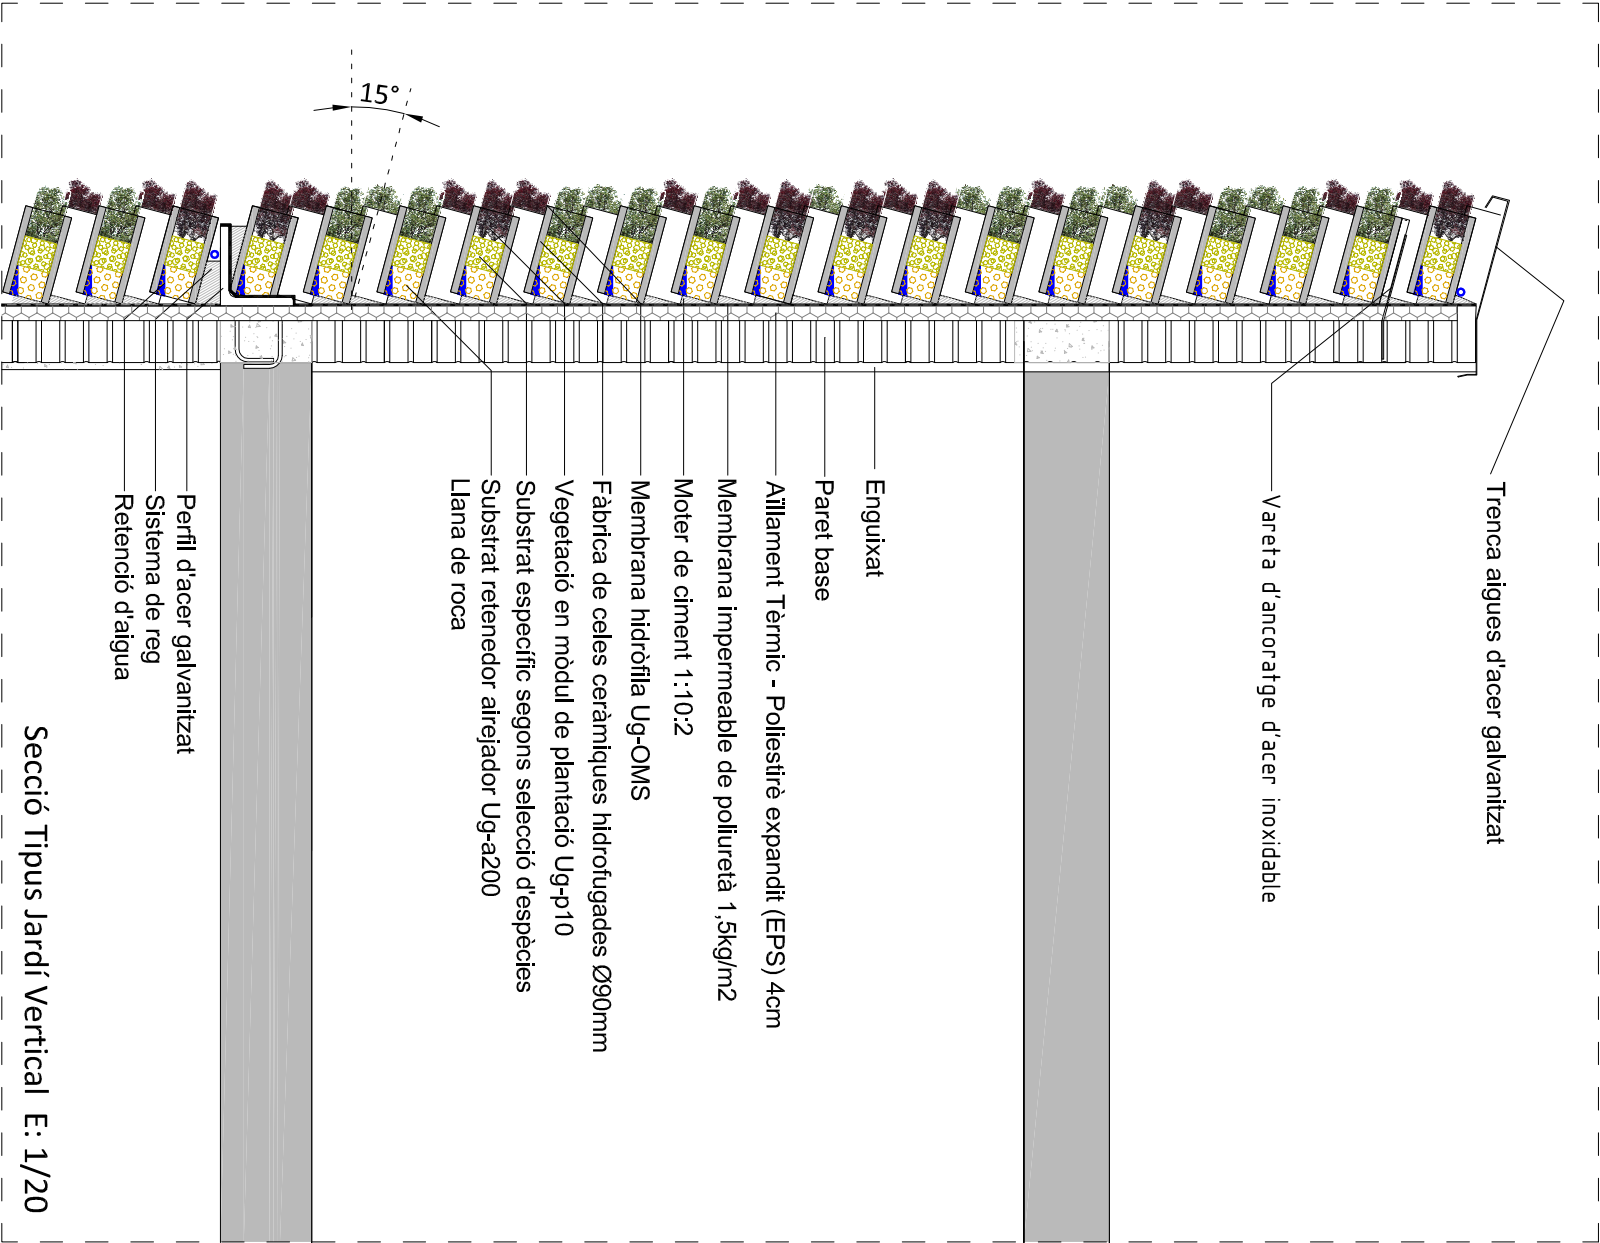 Trenca aigues d'acer galvanitzat
Vareta d'ancoratge d'acer inoxidable
Enguixat
Paret base
Aïllament Tèrmic - Poliestirè expandit (EPS) 4cm
Membrana impermeable de poliuretà 1,5kg/m2
Moter de ciment 1:10:2
Membrana hidròfila Ug-OMS
Fàbrica de celes ceràmiques hidrofugades Ø90mm
Vegetació en mòdul de plantació Ug-p10
Substrat específic segons selecció d'espècies
Substrat retenedor airejador Ug-a200
Llana de roca
15°
Perfil d'acer galvanitzat
Sistema de reg
Retenció d'aigua
Secció Tipus Jardí Vertical E: 1/20